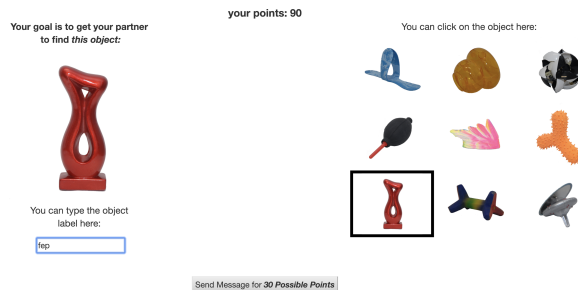 your points: 90
Your goal is to get your partner
to find this object:
You can click on the object here:
You can type the object
label here:
fep
Send Message for 30 Possible Points